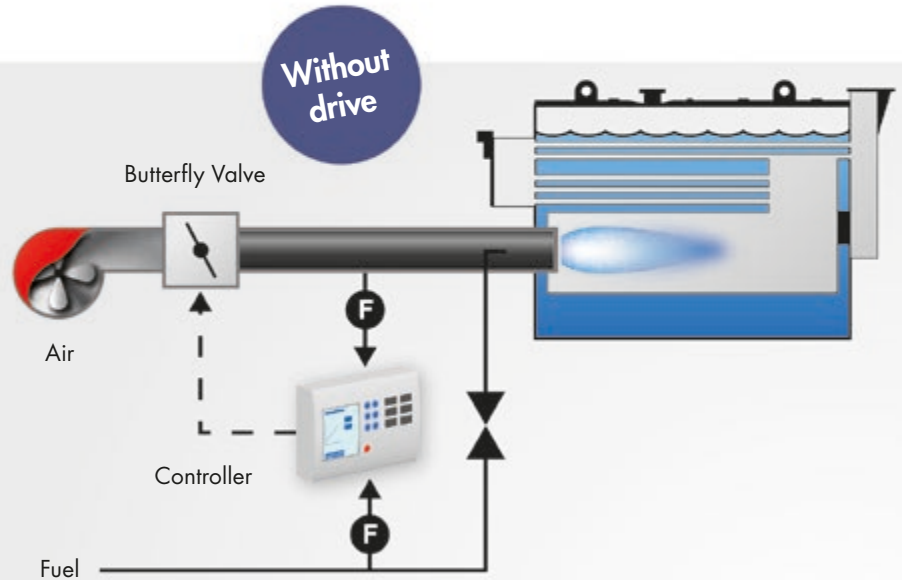 Without
drive
Butterfly Valve
Air
F
Controller
F
Fuel